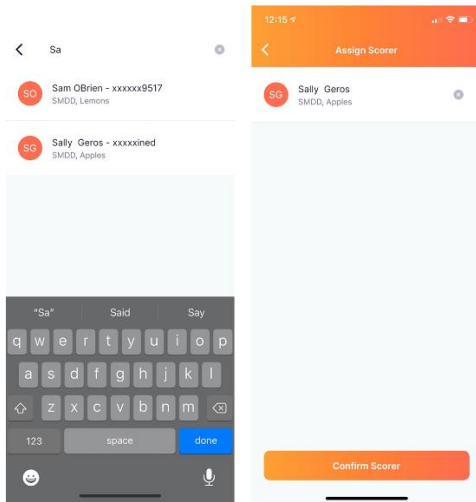 Sa
SO
Sam OBrien - xxxxxx9517
SMDD, Lemons
SG
Sally Geros - xxxxxined
SMDD, Apples
"Sa" Said Say
q w e r t y u i o p
a s d f g h j k l
z x c v b n m
123 space done
12:15
Assign Scorer
SG
Sally Geros
SMDD, Apples
Confirm Scorer